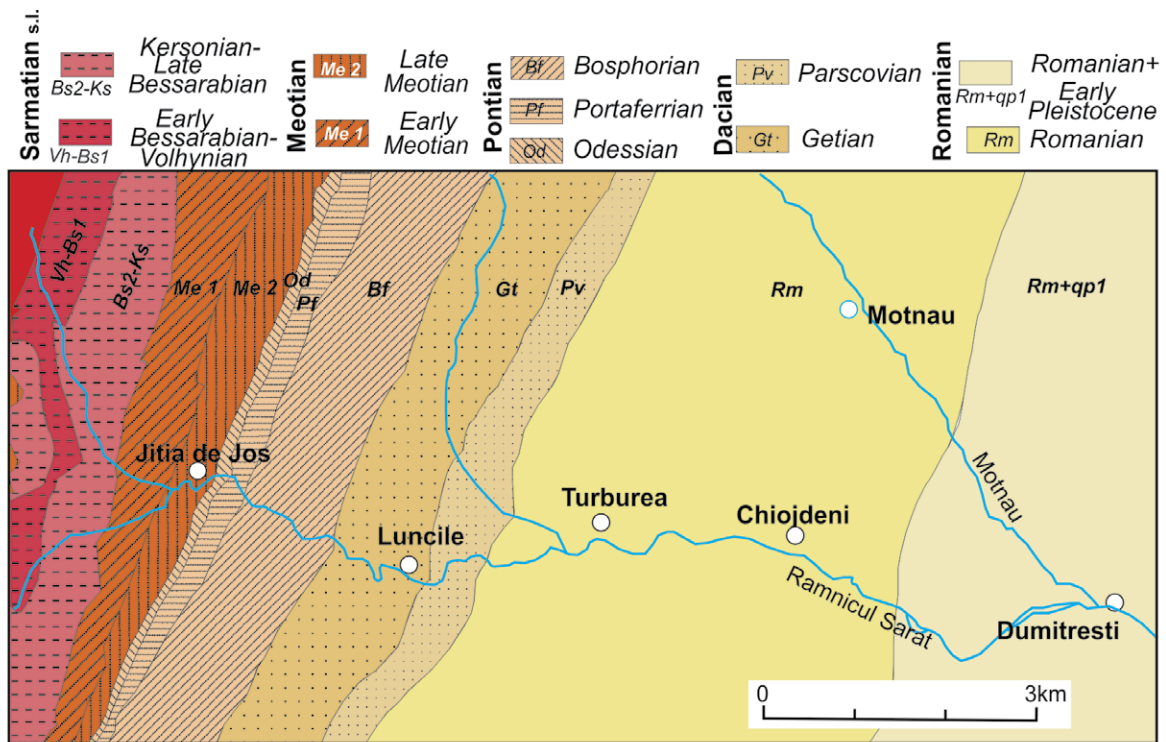 Sarmatian s.l.
Bs2-Ks
Kersonian-
Late
Bessarabian
Vh-Bs1
Early
Bessarabian-
Volhynian
Meotian
Me 2
Late
Meotian
Me 1
Early
Meotian
Pontian
Bf
Bosphorian
Pf
Portaferrian
Od
Odessian
Dacian
Pv
Parscovian
Gt
Getian
Romanian
Rm+qp1
Romanian+
Early
Pleistocene
Rm
Romanian
Vh-Bs1
Bs2-Ks
Me 1
Me 2
Od
Pf
Bf
Gt
Pv
Rm
Rm+qp1
Motnau
Jitia de Jos
Motnau
Turburea
Chiojdeni
Luncile
Ramnicul Sarat
Dumitresti
0
3km